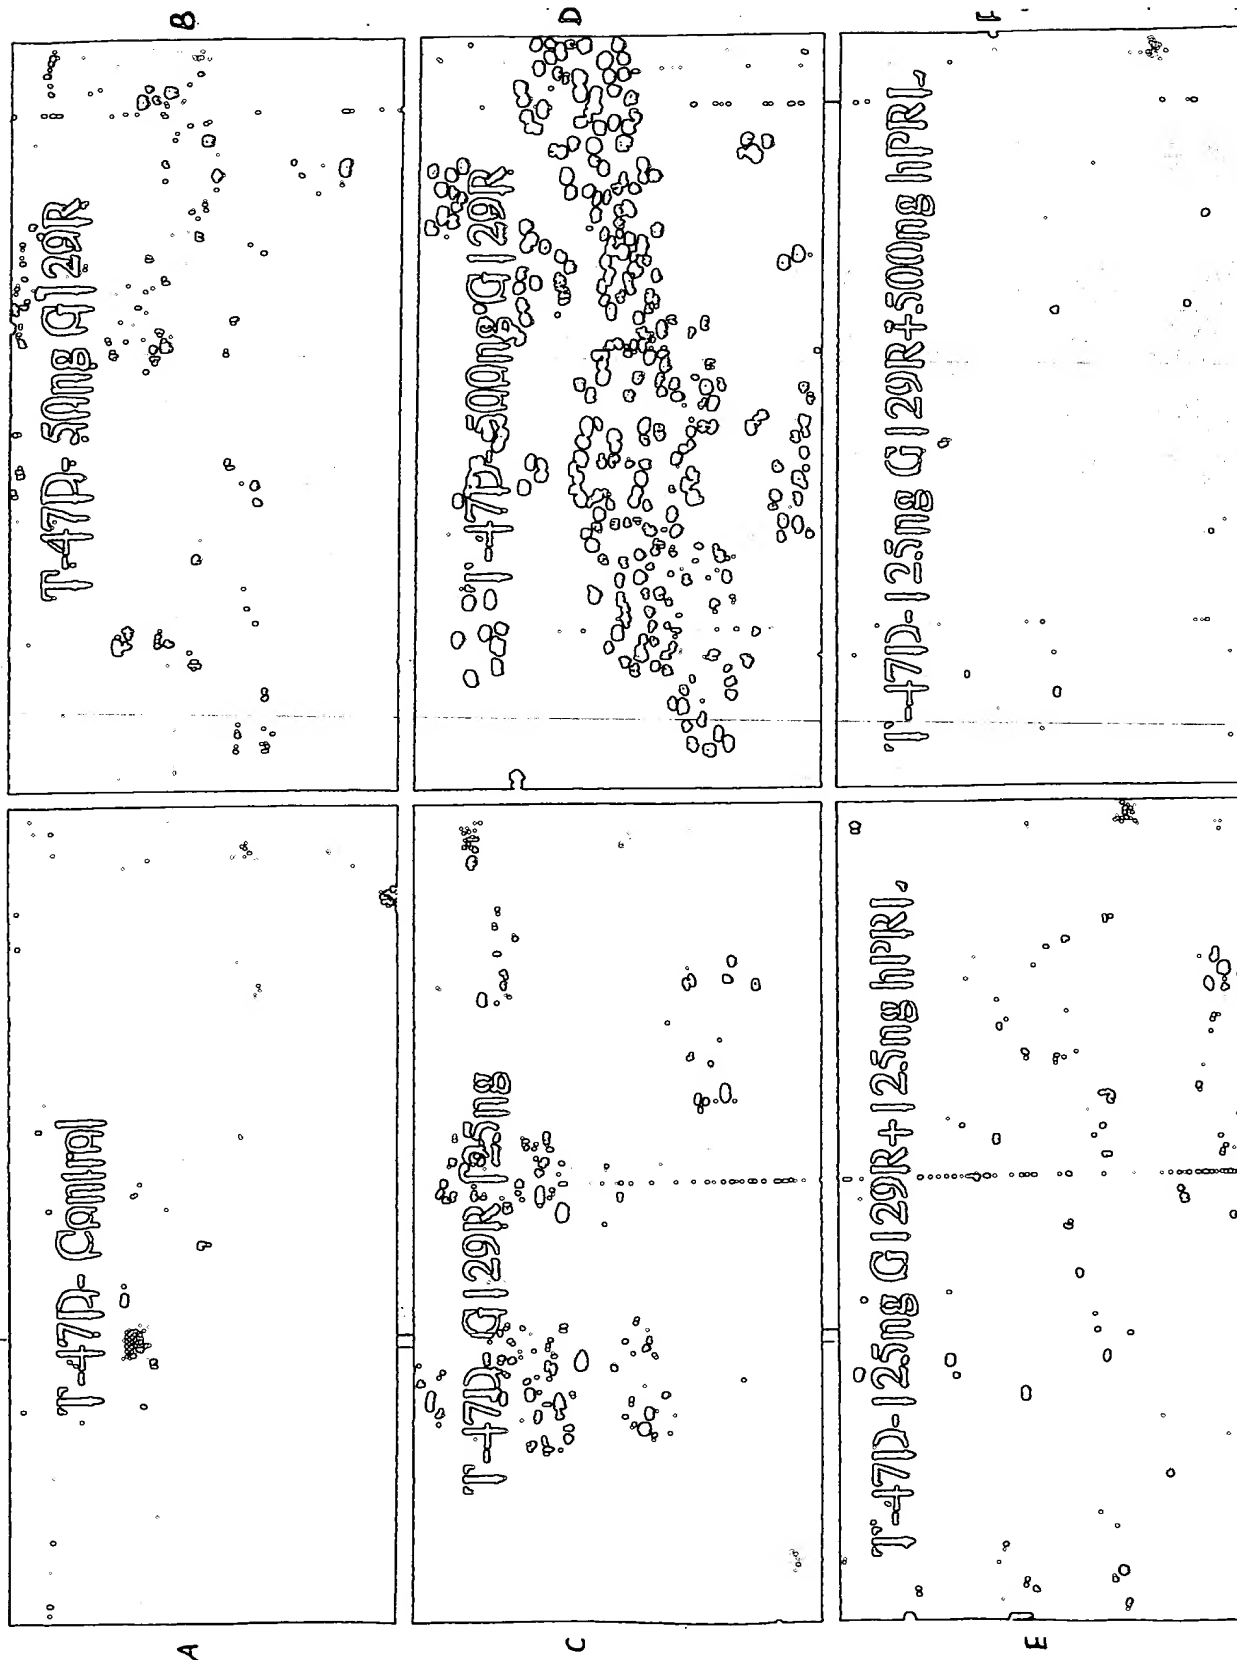 A
T-47D- Control
B
T-47D- 50ng G129R
C
T-47D- G129R 125ng
D
T-47D-500ng G129R
E
T-47D-125ng G129R+125ng hPRL
F
T-47D-125ng G129R+500ng hPRL